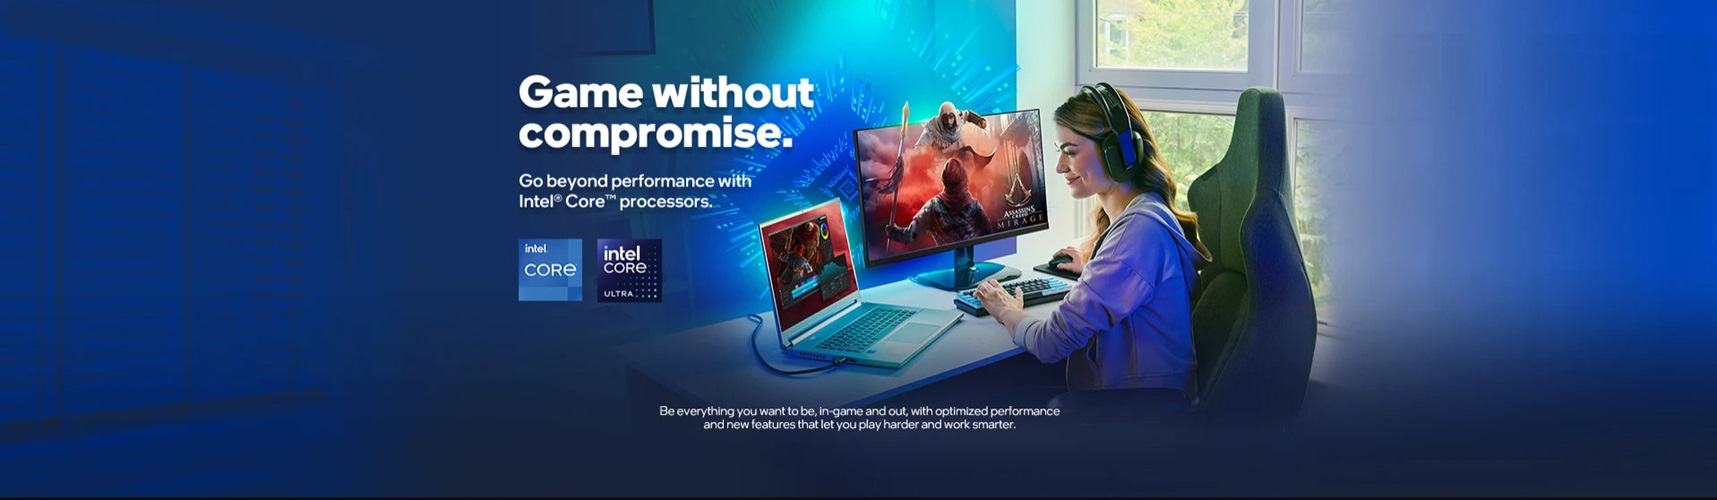 Game without
compromise.
Go beyond performance with
Intel® Core™ processors.
intel.
CORE
intel
CORE
ULTRA
ASSASSIN'S
CREED
MIRAGE
Be everything you want to be, in-game and out, with optimized performance
and new features that let you play harder and work smarter.